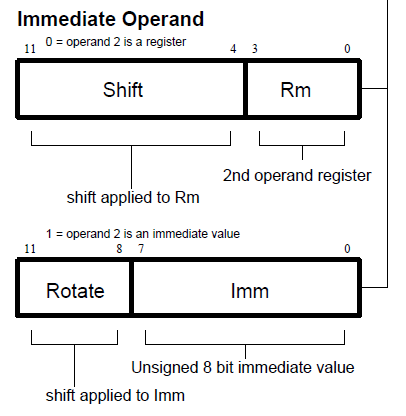 Immediate Operand
11 0 = operand 2 is a register 4 3 0
Shift Rm
2nd operand register
shift applied to Rm
1 = operand 2 is an immediate value
11 8 7 0
Rotate Imm
Unsigned 8 bit immediate value
shift applied to Imm